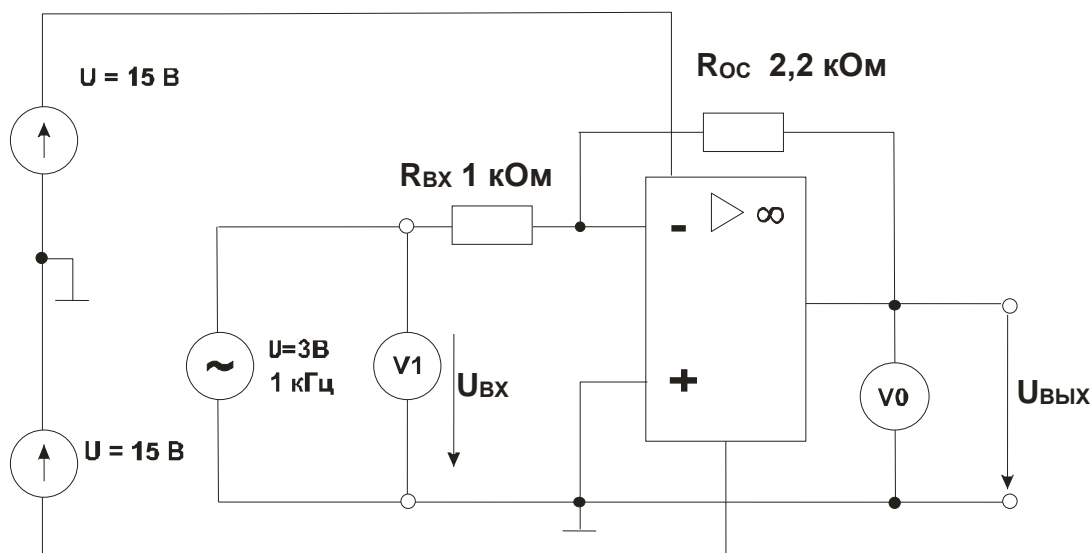 U = 15 В
RОС 2,2 кОм
RВХ 1 кОм
- ▷ ∞
~
U=3В
1 кГц
V1
UВХ
+
V0
UВЫХ
U = 15 В